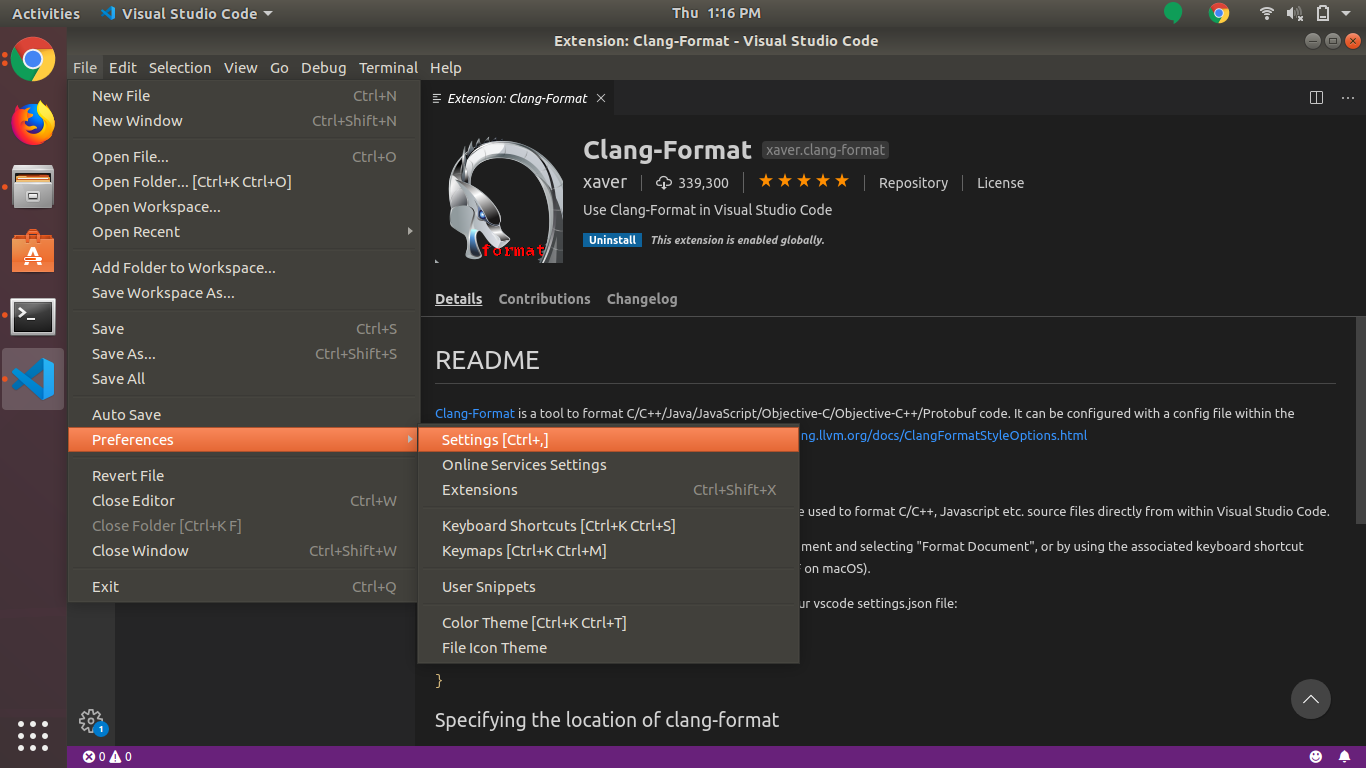 Activities Visual Studio Code Thu 1:16 PM
Extension: Clang-Format - Visual Studio Code
File Edit Selection View Go Debug Terminal Help
New File Ctrl+N
New Window Ctrl+Shift+N
Open File... Ctrl+O
Open Folder... [Ctrl+K Ctrl+O]
Open Workspace...
Open Recent
Add Folder to Workspace...
Save Workspace As...
Save Ctrl+S
Save As... Ctrl+Shift+S
Save All
Auto Save
Preferences
Revert File
Close Editor Ctrl+W
Close Folder [Ctrl+K F]
Close Window Ctrl+Shift+W
Exit Ctrl+Q
Settings [Ctrl+,]
Online Services Settings
Extensions Ctrl+Shift+X
Keyboard Shortcuts [Ctrl+K Ctrl+S]
Keymaps [Ctrl+K Ctrl+M]
User Snippets
Color Theme [Ctrl+K Ctrl+T]
File Icon Theme
Extension: Clang-Format
format
Clang-Format xaver.clang-format
xaver 339,300 Repository License
Use Clang-Format in Visual Studio Code
Uninstall This extension is enabled globally.
Details Contributions Changelog
README
Clang-Format is a tool to format C/C++/Java/JavaScript/Objective-C/Objective-C++/Protobuf code. It can be configured with a config file within the
ng.llvm.org/docs/ClangFormatStyleOptions.html
e used to format C/C++, Javascript etc. source files directly from within Visual Studio Code.
ment and selecting "Format Document", or by using the associated keyboard shortcut
on macOS).
ur vscode settings.json file:
}
Specifying the location of clang-format
1
0 0